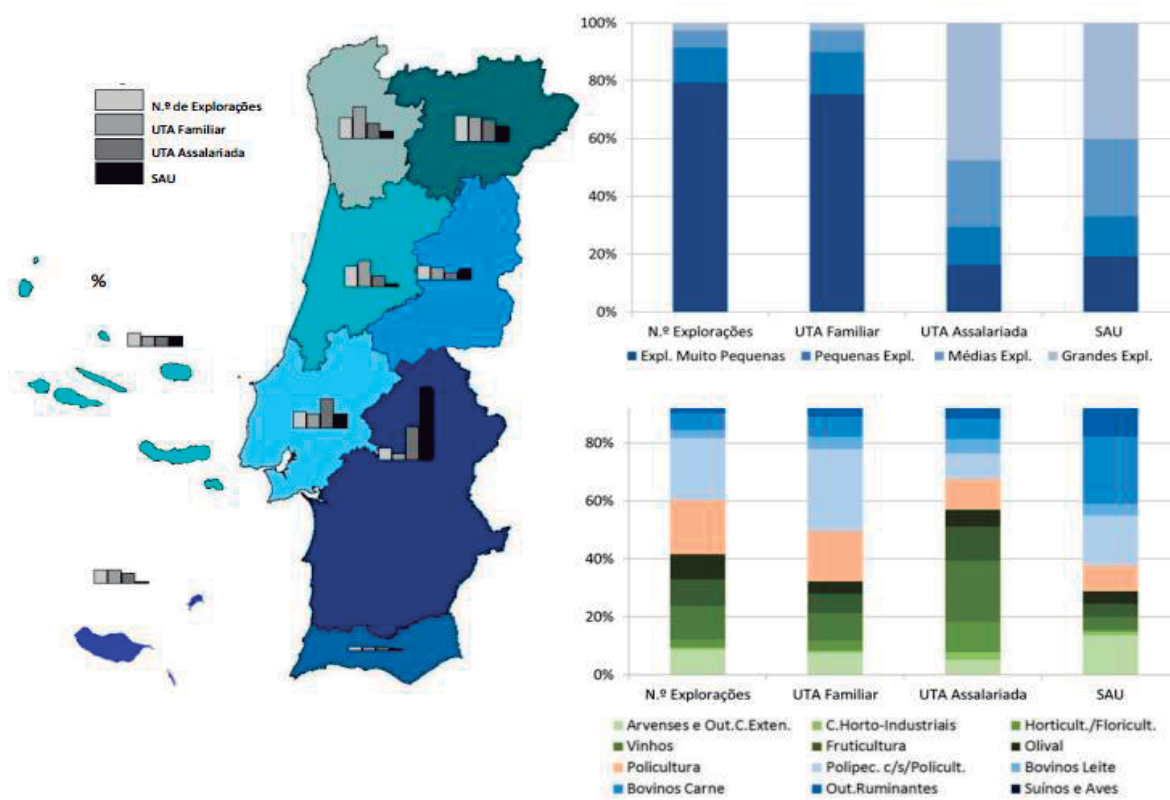 N.º de Explorações
UTA Familiar
UTA Assalariada
SAU
%
100%
80%
60%
40%
20%
0%
N.º Explorações UTA Familiar UTA Assalariada SAU
Expl. Muito Pequenas Pequenas Expl. Médias Expl. Grandes Expl.
80%
60%
40%
20%
0%
N.º Explorações UTA Familiar UTA Assalariada SAU
Arvenses e Out.C.Exten. C.Horto-Industriais Horticult./Floricult.
Vinhos Fruticultura Olival
Policultura Polipec. c/s/Policult. Bovinos Leite
Bovinos Carne Out.Ruminantes Suínos e Aves